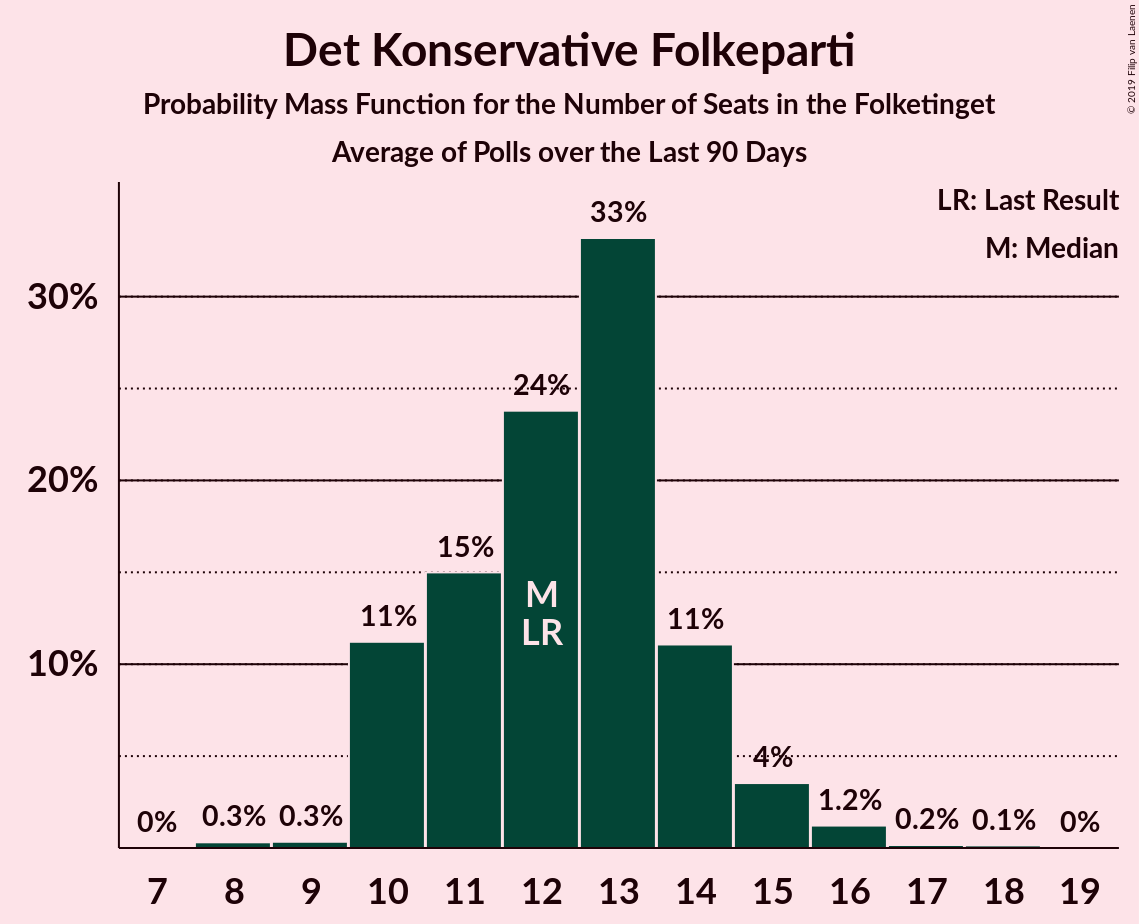 Det Konservative Folkeparti
Probability Mass Function for the Number of Seats in the Folketinget
Average of Polls over the Last 90 Days
© 2019 Filip van Laenen
LR: Last Result
M: Median
30%
20%
10%
0%
0.3%
0.3%
11%
15%
24%
33%
11%
4%
1.2%
0.2%
0.1%
0%
M
LR
7 8 9 10 11 12 13 14 15 16 17 18 19